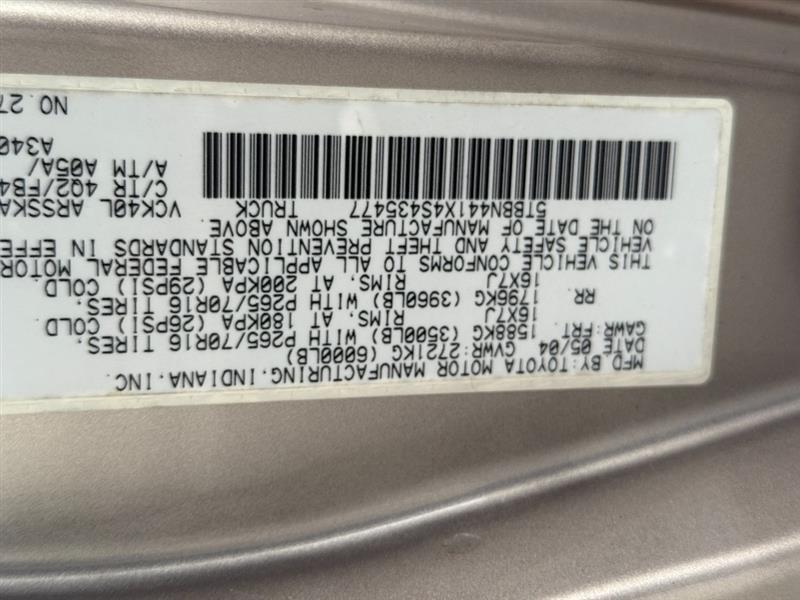 MFD. BY: TOYOTA MOTOR MANUFACTURING, INDIANA, INC.
DATE 05/04 GVWR: 2721KG (6000LB)
GAWR: FRT. 1588KG (3500LB) WITH P265/70R16 TIRES.
16X7J RIMS. AT 180KPA (26PSI) COLD
RR. 1796KG (3960LB) WITH P265/70R16 TIRES.
16X7J RIMS. AT 200KPA (29PSI) COLD.
THIS VEHICLE CONFORMS TO ALL APPLICABLE FEDERAL MOTOR
VEHICLE SAFETY AND THEFT PREVENTION STANDARDS IN EFFE
ON THE DATE OF MANUFACTURE SHOWN ABOVE
5TBBN441X4S435477 TRUCK VCK40L ARSSKA
C/TR 4Q2/FB4
A/TM A05A/
A340
NO. 27